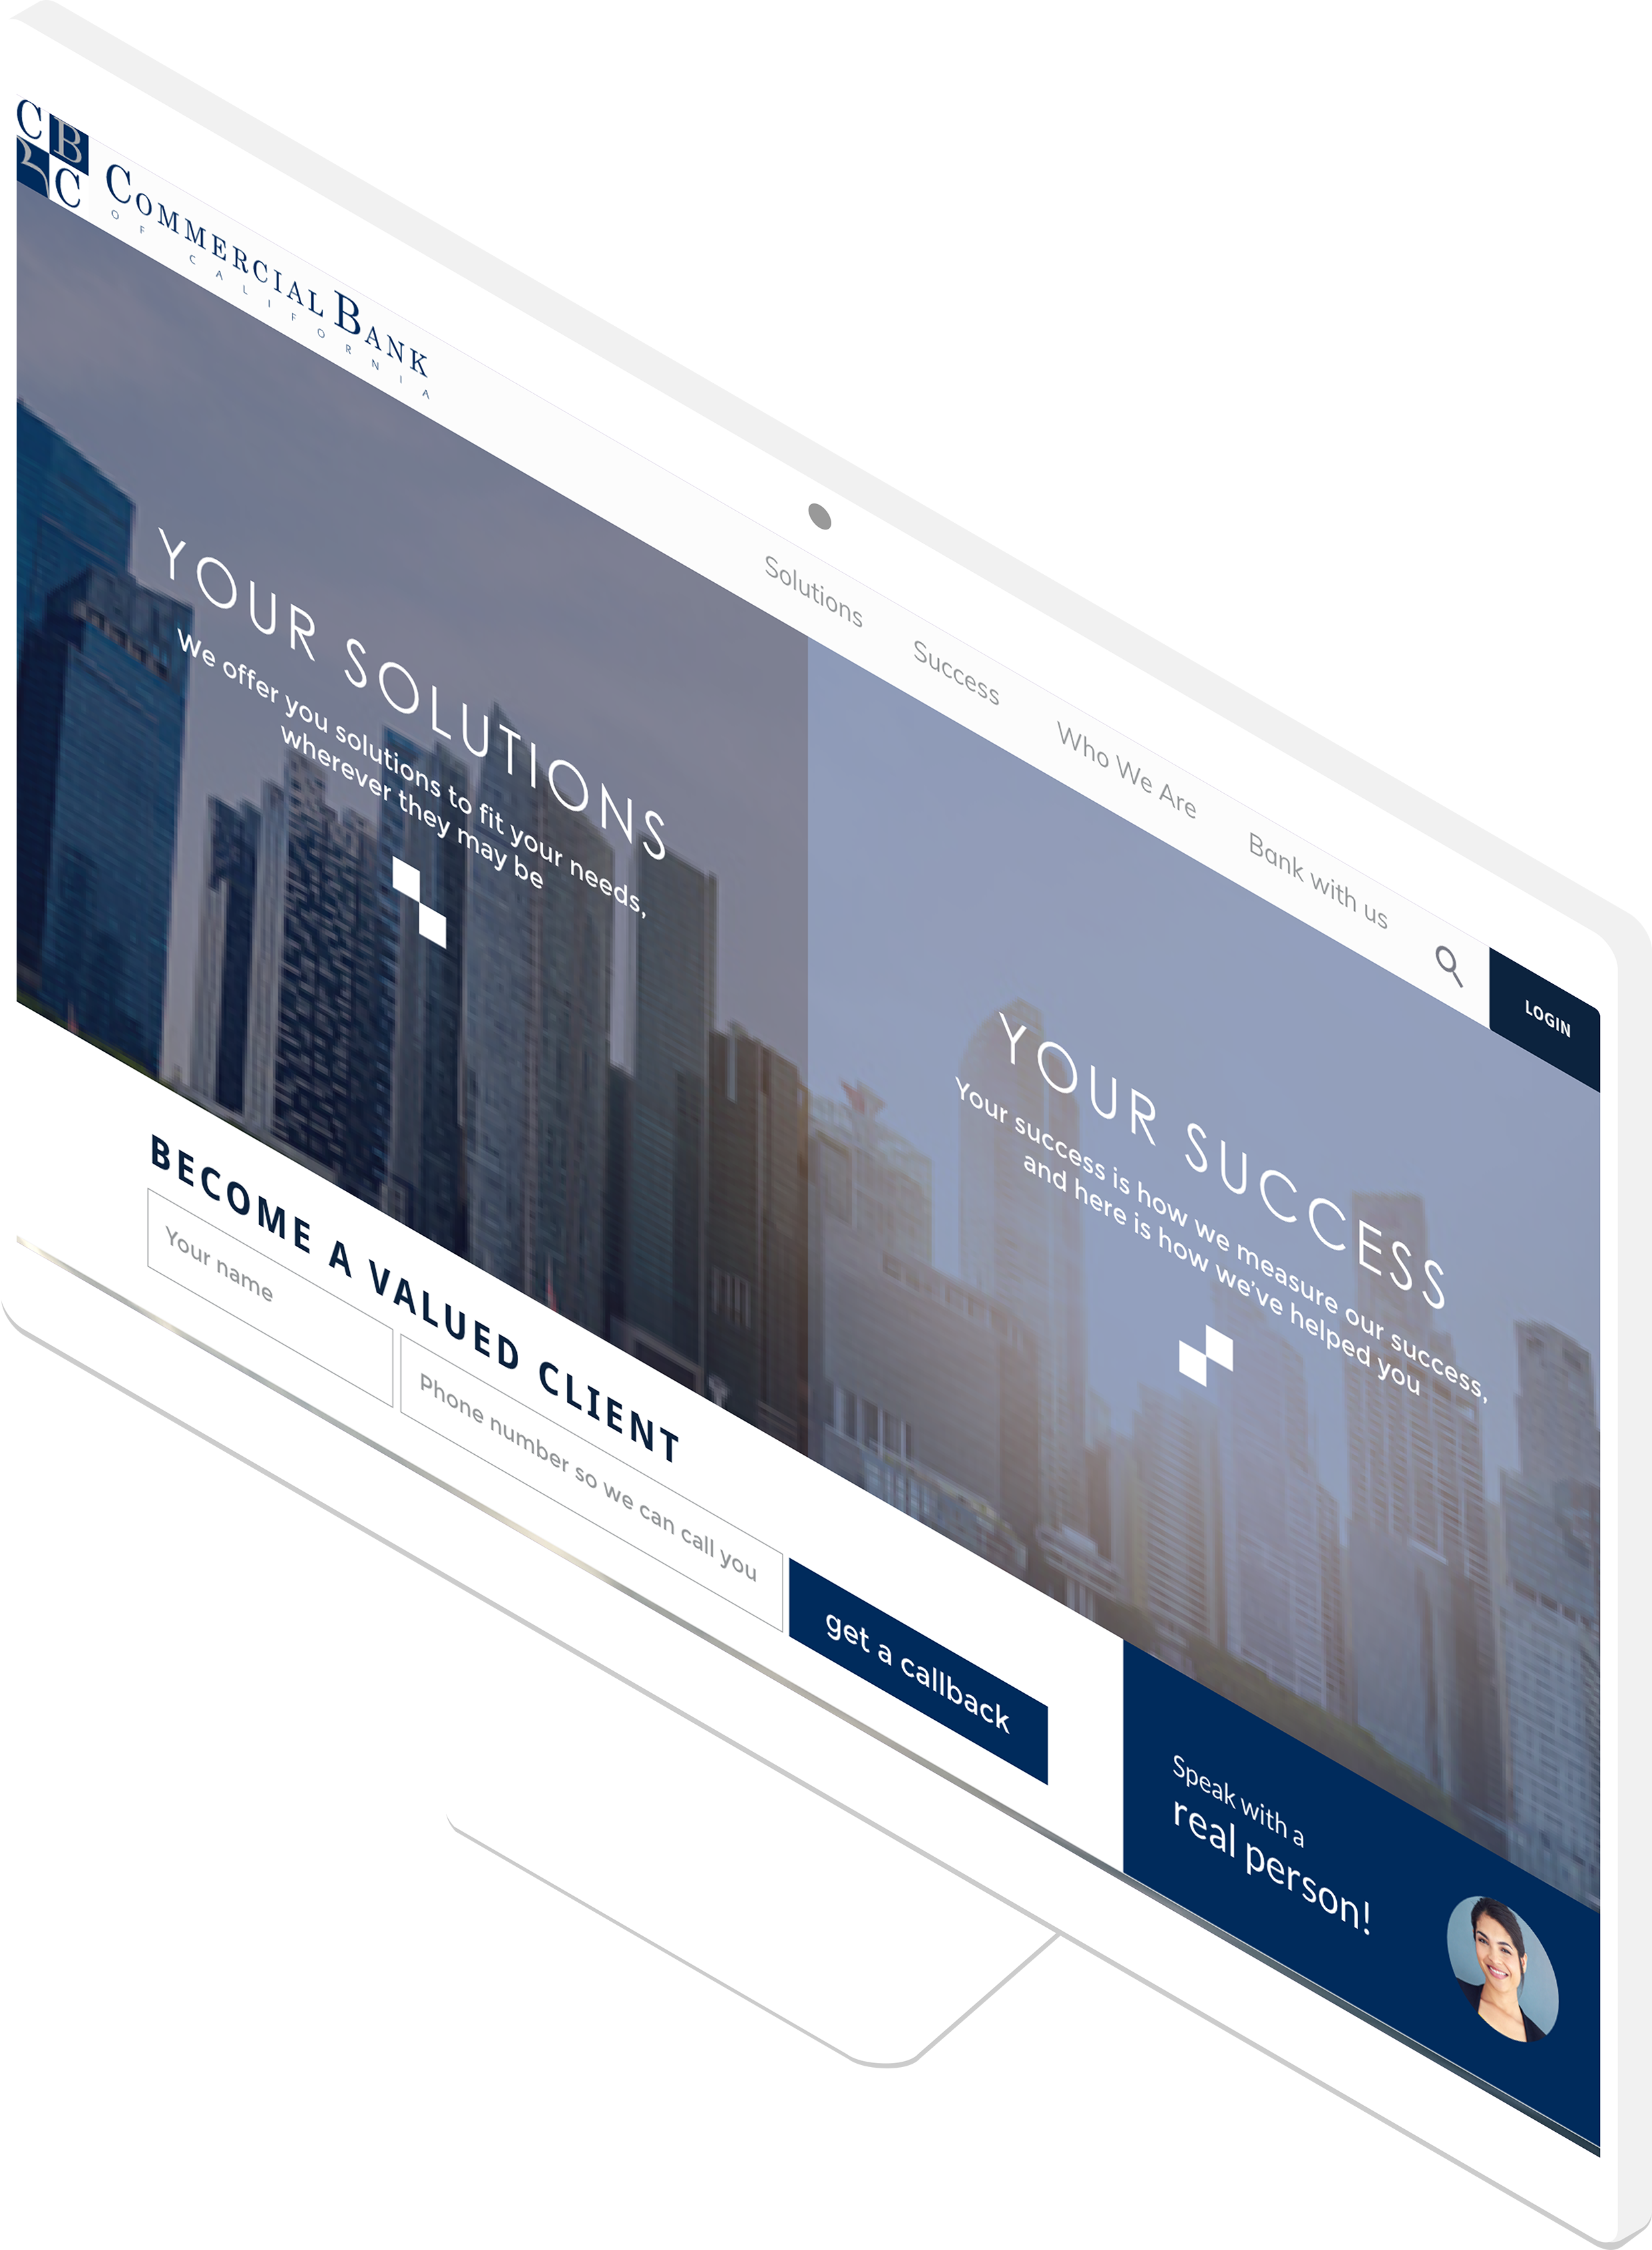 C B
C
COMMERCIAL BANK
OF CALIFORNIA
Solutions
Success
Who We Are
Bank with us
LOGIN
YOUR SOLUTIONS
We offer you solutions to fit your needs,
wherever they may be
YOUR SUCCESS
Your success is how we measure our success,
and here is how we've helped you
BECOME A VALUED CLIENT
Your name
Phone number so we can call you
get a callback
Speak with a
real person!